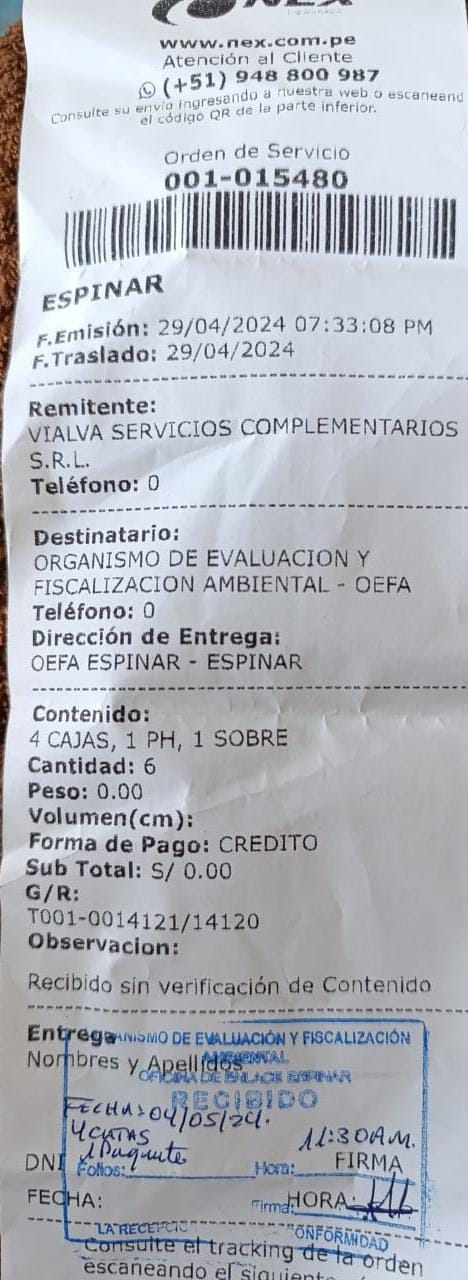 NEX
www.nex.com.pe
Atención al Cliente
(+51) 948 800 987
Consulte su envío ingresando a nuestra web o escaneand
el código QR de la parte inferior.
Orden de Servicio
001-015480
ESPINAR
F.Emisión: 29/04/2024 07:33:08 PM
F.Traslado: 29/04/2024
Remitente:
VIALVA SERVICIOS COMPLEMENTARIOS
S.R.L.
Teléfono: 0
Destinatario:
ORGANISMO DE EVALUACION Y
FISCALIZACION AMBIENTAL - OEFA
Teléfono: 0
Dirección de Entrega:
OEFA ESPINAR - ESPINAR
Contenido:
4 CAJAS, 1 PH, 1 SOBRE
Cantidad: 6
Peso: 0.00
Volumen(cm):
Forma de Pago: CREDITO
Sub Total: S/ 0.00
G/R:
T001-0014121/14120
Observacion:
Recibido sin verificación de Contenido
Entrega ANISMO DE EVALUACIÓN Y FISCALIZACIÓN
AMBIENTAL
Nombres y Apellidos
OFICINA DE ENLACE ESPINAR
RECIBIDO
FECHA: 04/05/24.
4 CAJAS 11:30 A.M.
1 Paquete
DNI FIRMA
Folios: Hora:
FECHA: Firma: HORA:
LA RECEPCIÓ CONFORMIDAD
Consulte el tracking de la orden
escaneando el siguiente